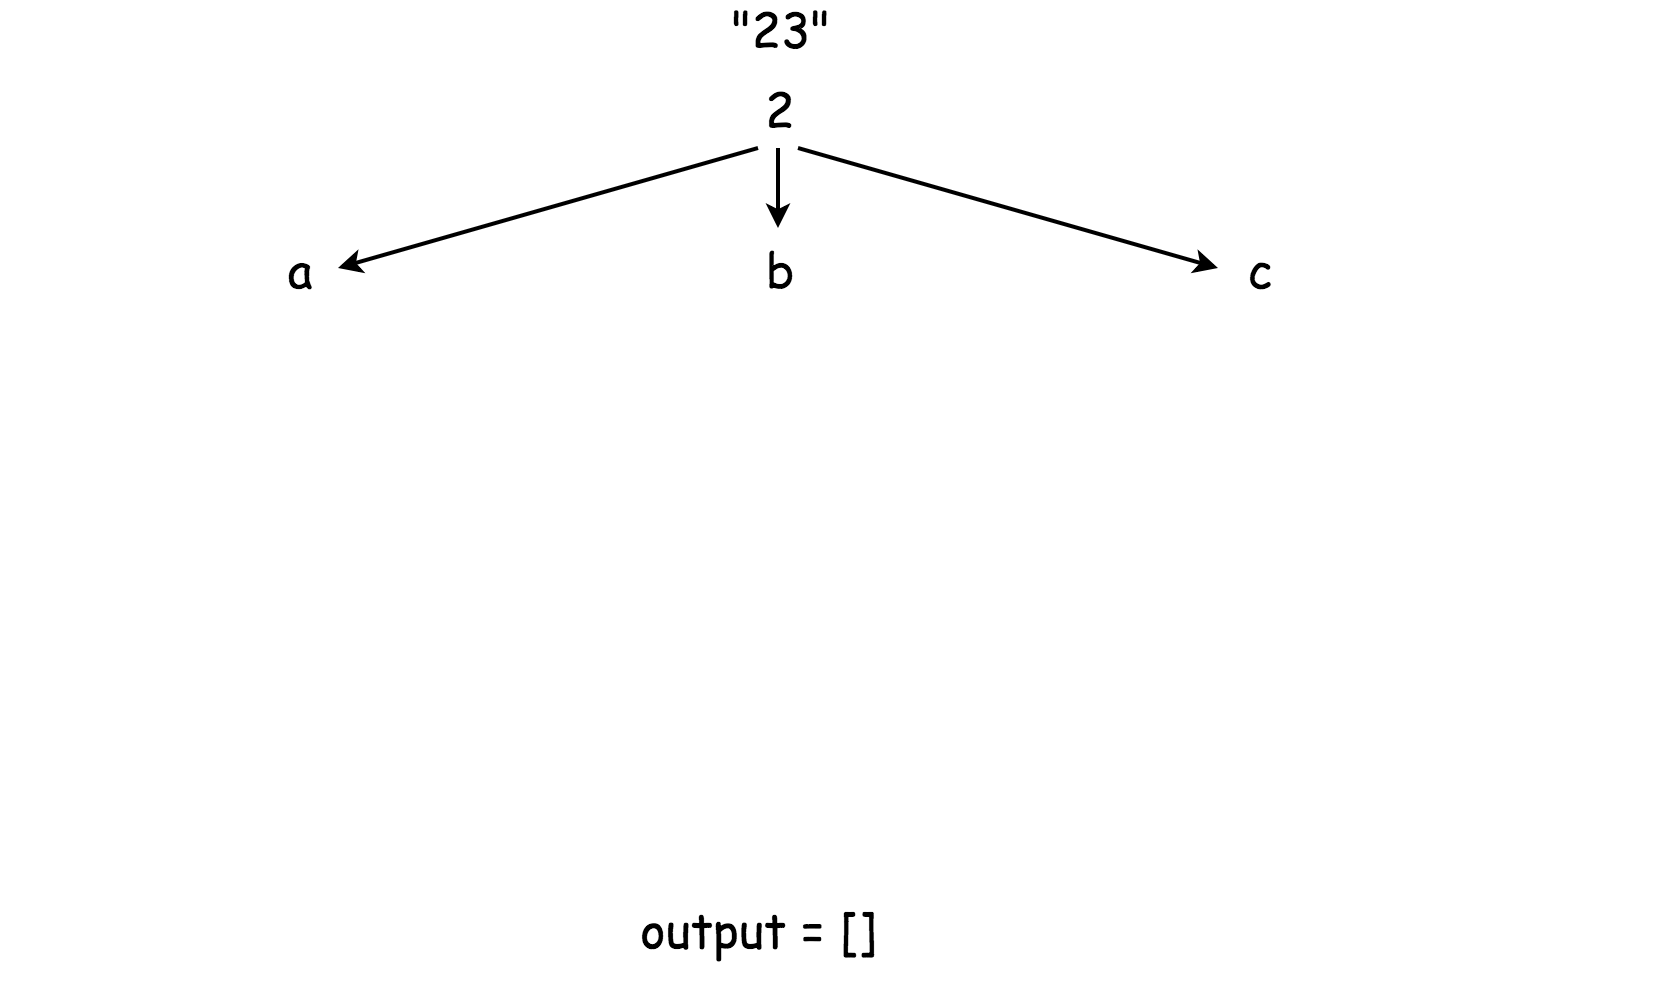 "23"
2
a b c
output = []